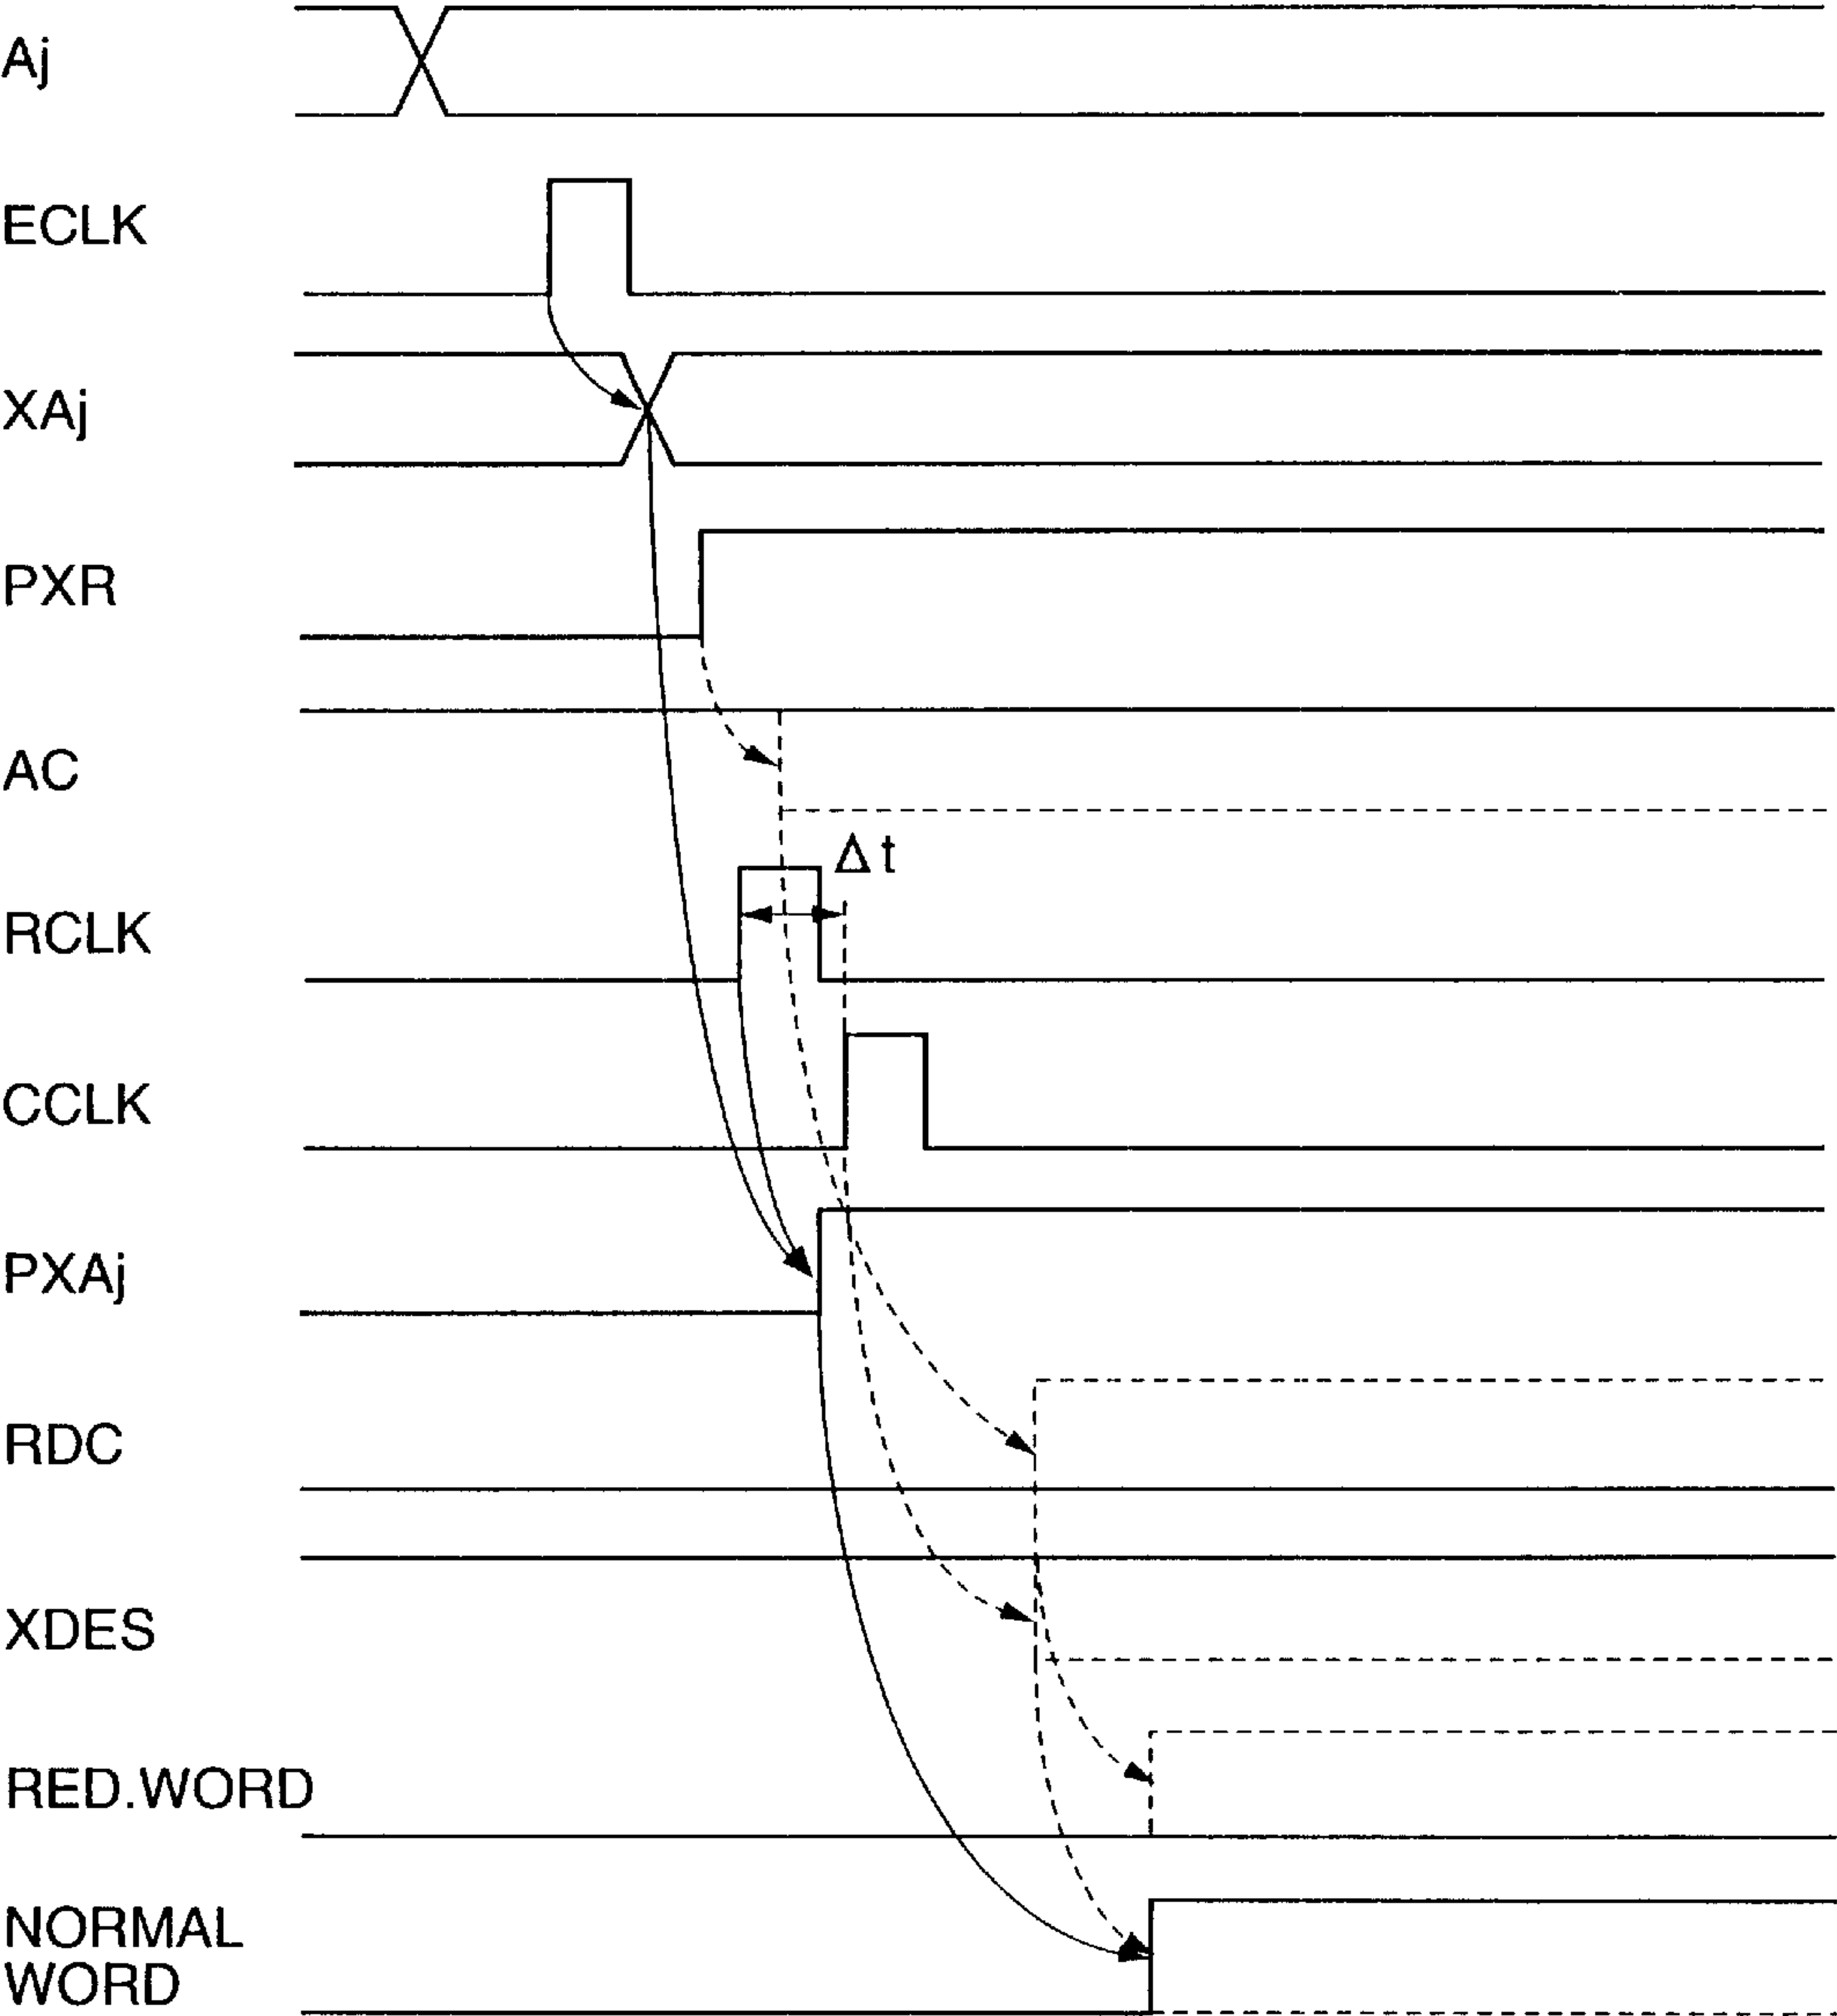 Aj
ECLK
XAj
PXR
AC
Δt
RCLK
CCLK
PXAj
RDC
XDES
RED.WORD
NORMAL
WORD